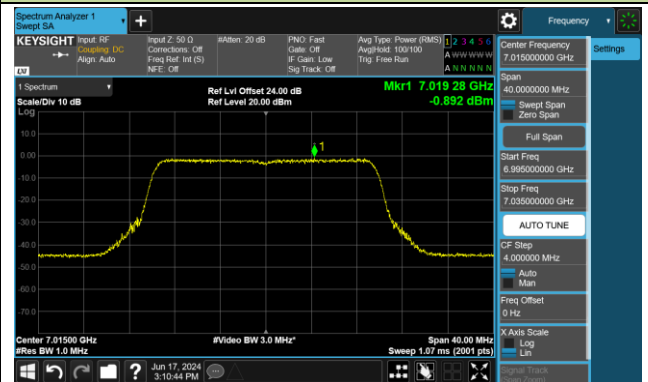 Spectrum Analyzer 1
Swept SA
Frequency
KEYSIGHT
Input: RF
Coupling: DC
Align: Auto
Input Z: 50 Ω
Corrections: Off
Freq Ref: Int (S)
NFE: Off
#Atten: 20 dB
PNO: Fast
Gate: Off
IF Gain: Low
Sig Track: Off
Avg Type: Power (RMS)
Avg|Hold: 100/100
Trig: Free Run
1 2 3 4 5 6
A W W W W W
A N N N N N
LXI
Center Frequency
7.015000000 GHz
Settings
1 Spectrum
Scale/Div 10 dB
Ref Lvl Offset 24.00 dB
Ref Level 20.00 dBm
Mkr1 7.019 28 GHz
-0.892 dBm
Log
10.0
0.00
-10.0
-20.0
-30.0
-40.0
-50.0
-60.0
-70.0
1
Span
40.0000000 MHz
Swept Span
Zero Span
Full Span
Start Freq
6.995000000 GHz
Stop Freq
7.035000000 GHz
AUTO TUNE
CF Step
4.000000 MHz
Auto
Man
Freq Offset
0 Hz
X Axis Scale
Log
Lin
Signal Track
(Span Zoom)
Center 7.01500 GHz
#Res BW 1.0 MHz
#Video BW 3.0 MHz*
Span 40.00 MHz
Sweep 1.07 ms (2001 pts)
Jun 17, 2024
3:10:44 PM